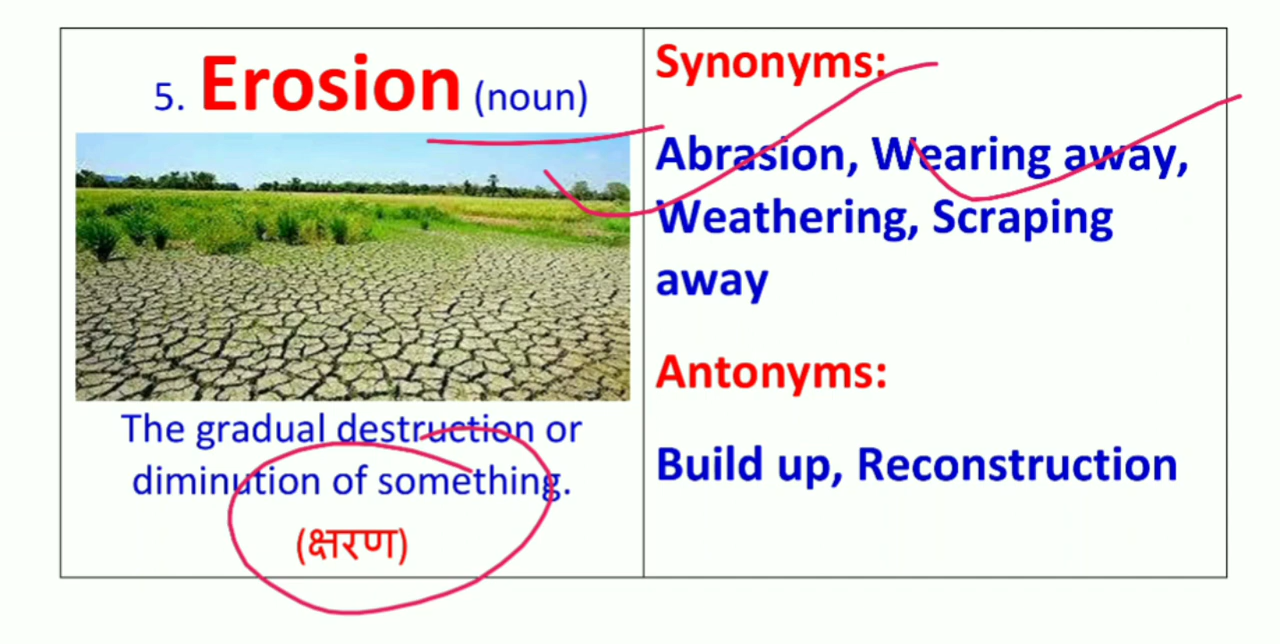 5. Erosion (noun)
The gradual destruction or
diminution of something.
(क्षरण)
Synonyms:
Abrasion, Wearing away,
Weathering, Scraping
away
Antonyms:
Build up, Reconstruction